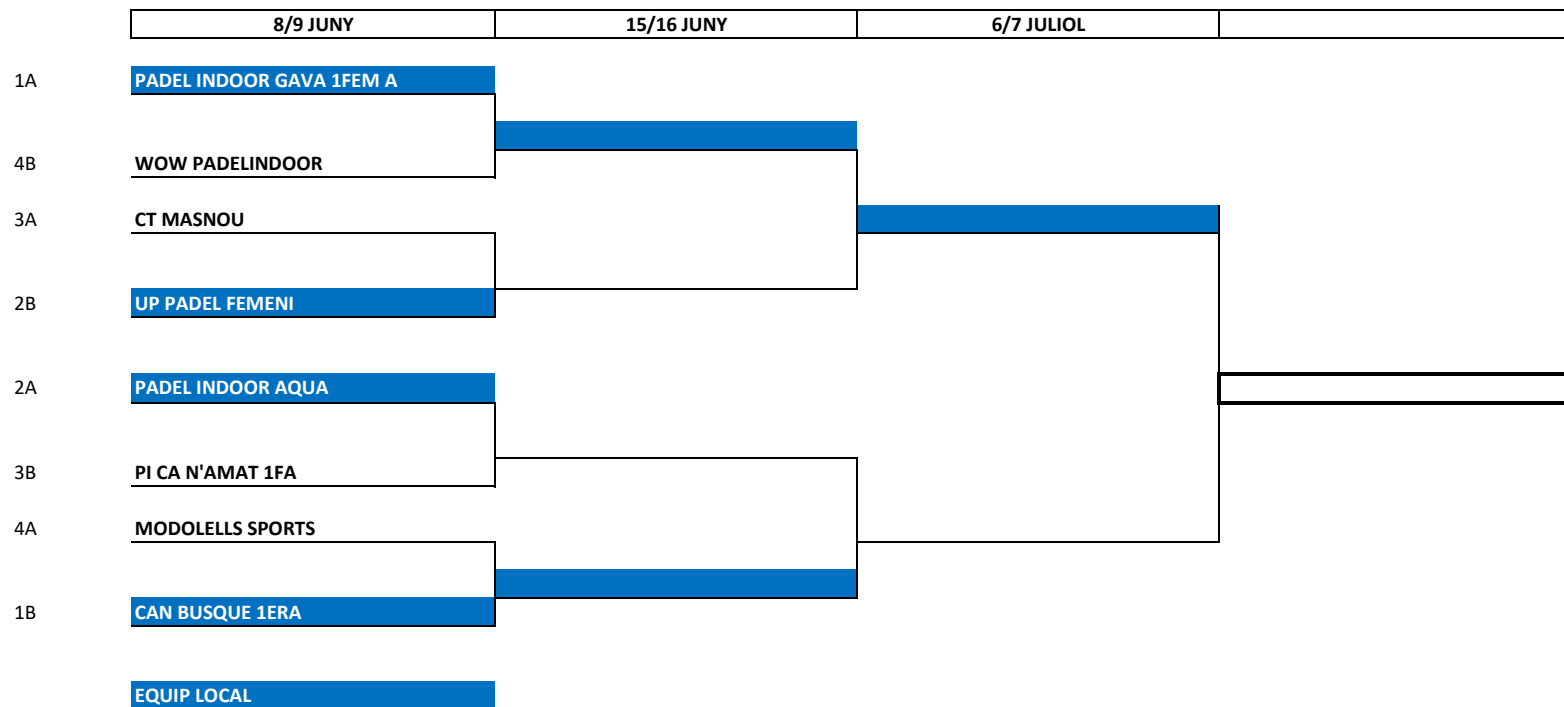 8/9 JUNY 15/16 JUNY 6/7 JULIOL
1A PADEL INDOOR GAVA 1FEM A
4B WOW PADELINDOOR
3A CT MASNOU
2B UP PADEL FEMENI
2A PADEL INDOOR AQUA
3B PI CA N'AMAT 1FA
4A MODOLELLS SPORTS
1B CAN BUSQUE 1ERA
EQUIP LOCAL